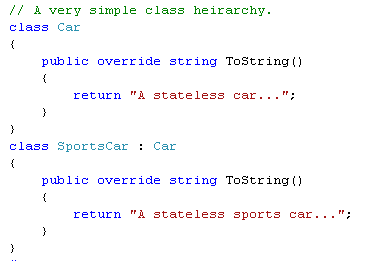 // A very simple class heirarchy.
class Car
{
    public override string ToString()
    {
        return "A stateless car...";
    }
}
class SportsCar : Car
{
    public override string ToString()
    {
        return "A stateless sports car...";
    }
}